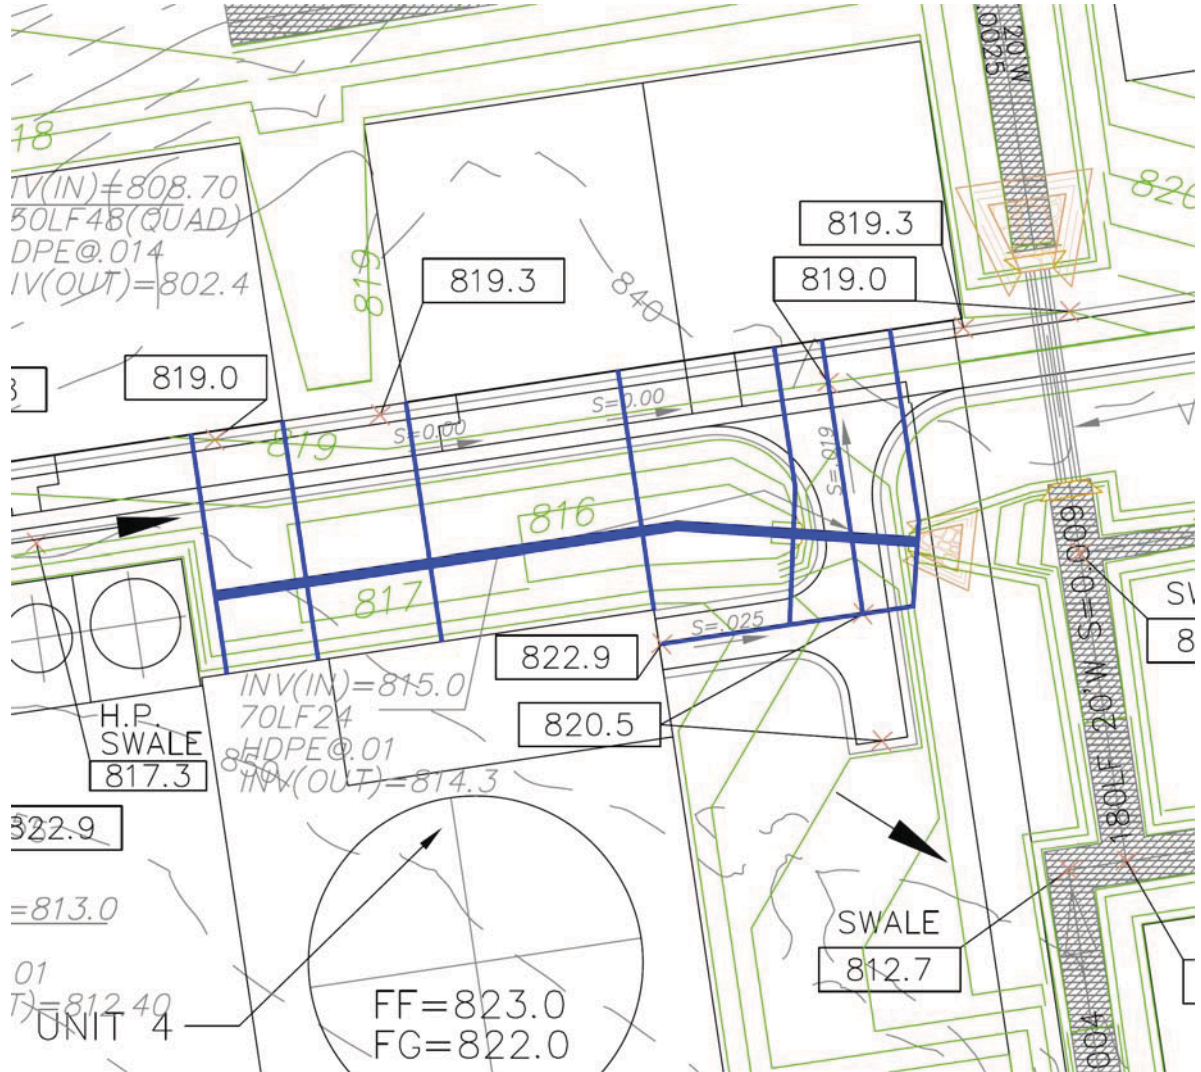 20'W
0025
18
IV(IN)=808.70
50LF48(QUAD)
DPE@.014
IV(OUT)=802.4
819
819.3
840
819.3
819.0
820
819.0
819
S=0.00
S=0.00
S=.019
816
817
S=.025
822.9
820.5
INV(IN)=815.0
70LF24
HDPE@.01
INV(OUT)=814.3
850
H.P.
SWALE
817.3
322.9
=813.0
01
T)=812.40
UNIT 4
FF=823.0
FG=822.0
SWALE
812.7
180LF 20'W S=0.009
004
V
SW
8